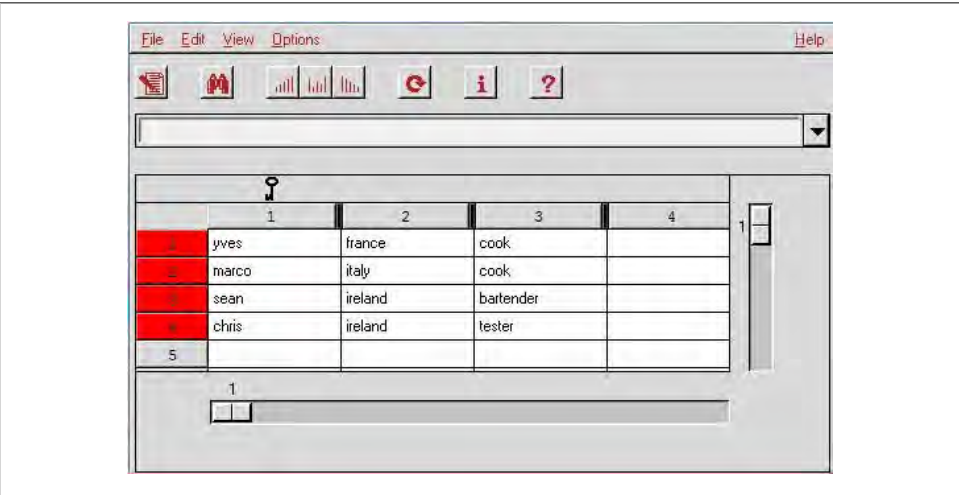 File Edit View Options Help
i ?
1 2 3 4
1
yves france cook
marco italy cook
sean ireland bartender
chris ireland tester
5
1